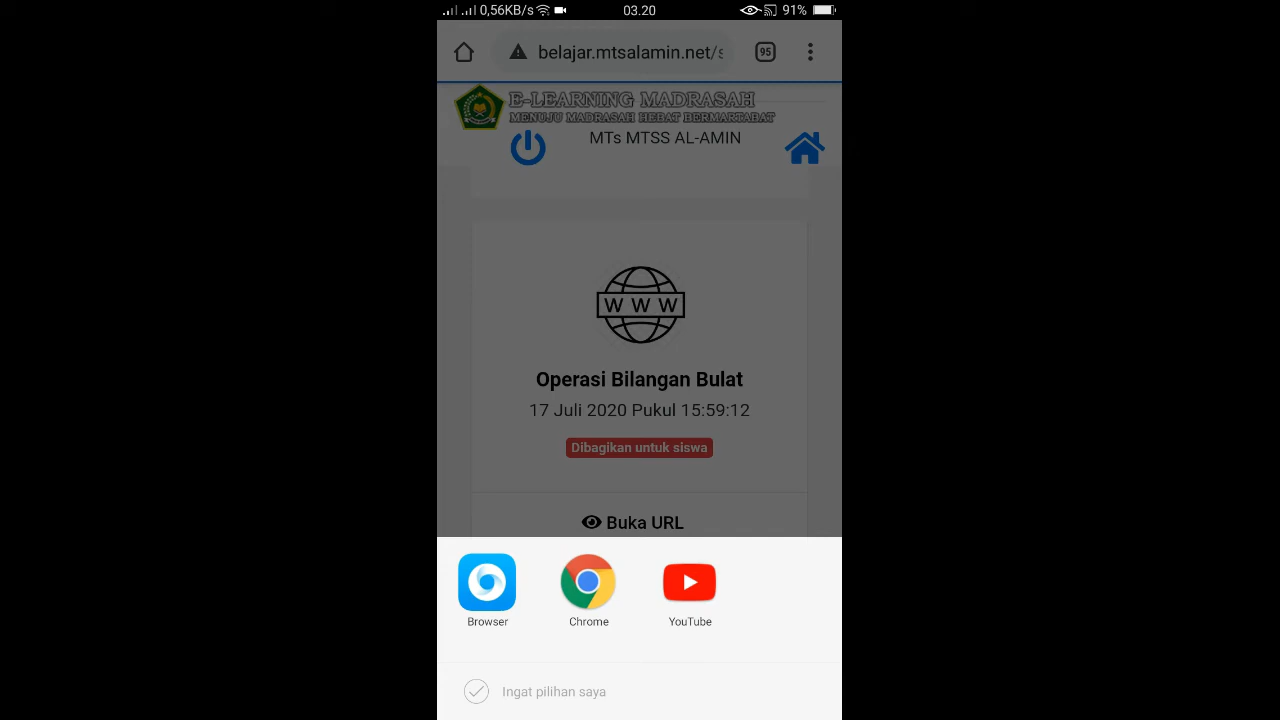 0,56KB/s 03.20 91%
belajar.mtsalamin.net/s 95
E-LEARNING MADRASAH
MENUJU MADRASAH HEBAT BERMARTABAT
MTs MTSS AL-AMIN
WWW
Operasi Bilangan Bulat
17 Juli 2020 Pukul 15:59:12
Dibagikan untuk siswa
Buka URL
Browser Chrome YouTube
Ingat pilihan saya